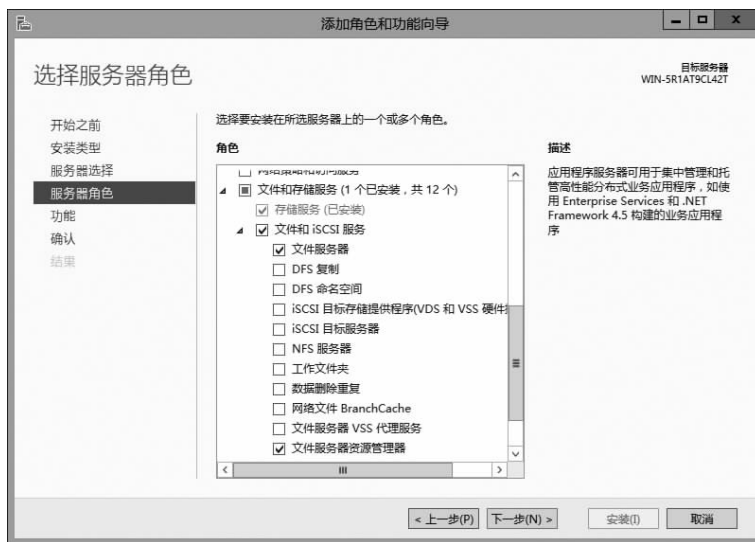 添加角色和功能向导
选择服务器角色
目标服务器
WIN-5R1AT9CL42T
开始之前
安装类型
服务器选择
服务器角色
功能
确认
结果
选择要安装在所选服务器上的一个或多个角色。
角色
网络策略和访问服务
文件和存储服务 (1 个已安装，共 12 个)
存储服务 (已安装)
文件和 iSCSI 服务
文件服务器
DFS 复制
DFS 命名空间
iSCSI 目标存储提供程序(VDS 和 VSS 硬件
iSCSI 目标服务器
NFS 服务器
工作文件夹
数据删除重复
网络文件 BranchCache
文件服务器 VSS 代理服务
文件服务器资源管理器
描述
应用程序服务器可用于集中管理和托
管高性能分布式业务应用程序，如使
用 Enterprise Services 和 .NET
Framework 4.5 构建的业务应用程
序
< 上一步(P)
下一步(N) >
安装(I)
取消